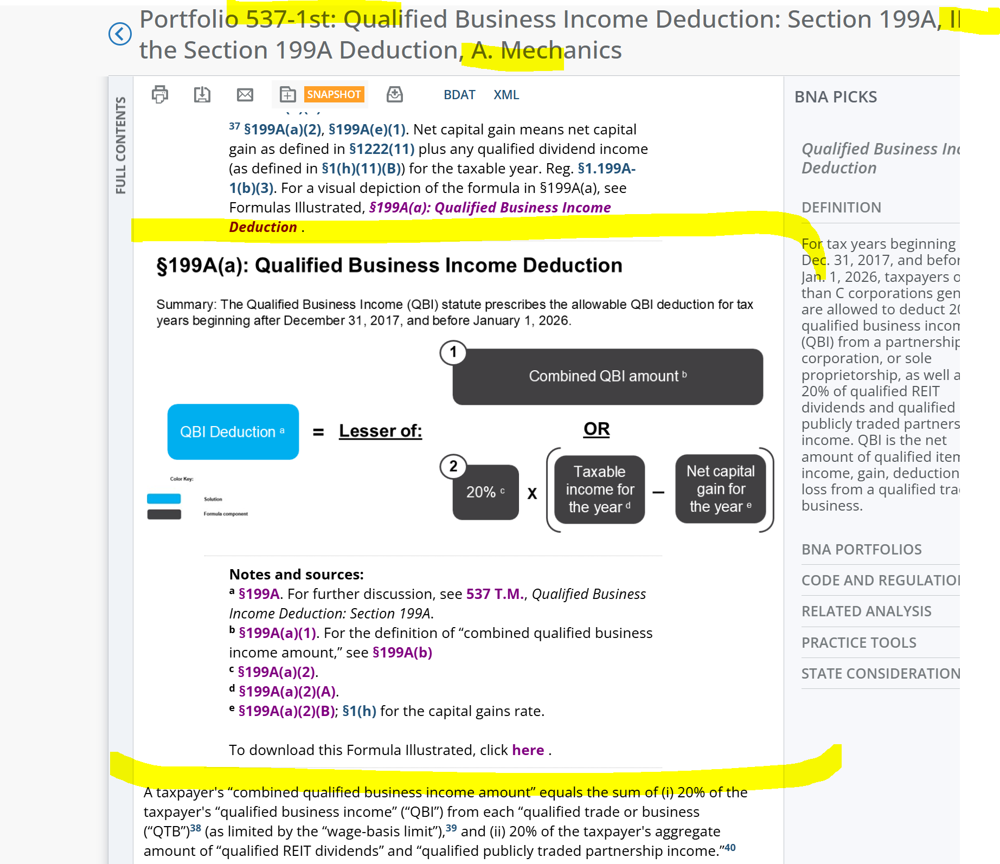 Portfolio 537-1st: Qualified Business Income Deduction: Section 199A,
the Section 199A Deduction, A. Mechanics
FULL CONTENTS
SNAPSHOT
BDAT
XML
37 §199A(a)(2), §199A(e)(1). Net capital gain means net capital
gain as defined in §1222(11) plus any qualified dividend income
(as defined in §1(h)(11)(B)) for the taxable year. Reg. §1.199A-
1(b)(3). For a visual depiction of the formula in §199A(a), see
Formulas Illustrated, §199A(a): Qualified Business Income
Deduction .
§199A(a): Qualified Business Income Deduction
Summary: The Qualified Business Income (QBI) statute prescribes the allowable QBI deduction for tax
years beginning after December 31, 2017, and before January 1, 2026.
1
Combined QBI amount b
QBI Deduction a
=
Lesser of:
OR
2
20% c
x
Taxable
income for
the year d
–
Net capital
gain for
the year e
Color Key:
Solution
Formula component
Notes and sources:
a §199A. For further discussion, see 537 T.M., Qualified Business
Income Deduction: Section 199A.
b §199A(a)(1). For the definition of “combined qualified business
income amount,” see §199A(b)
c §199A(a)(2).
d §199A(a)(2)(A).
e §199A(a)(2)(B); §1(h) for the capital gains rate.
To download this Formula Illustrated, click here .
A taxpayer's “combined qualified business income amount” equals the sum of (i) 20% of the
taxpayer's “qualified business income” (“QBI”) from each “qualified trade or business
(“QTB”)38 (as limited by the “wage-basis limit”),39 and (ii) 20% of the taxpayer's aggregate
amount of “qualified REIT dividends” and “qualified publicly traded partnership income.”40
BNA PICKS
Qualified Business
Deduction
DEFINITION
For tax years beginning
Dec. 31, 2017, and
Jan. 1, 2026, taxpayers
than C corporations
are allowed to deduct
qualified business
(QBI) from a
corporation, or sole
proprietorship, as well
20% of qualified REIT
dividends and qualified
publicly traded
income. QBI is the net
amount of qualified
income, gain, deduction
loss from a qualified
business.
BNA PORTFOLIOS
CODE AND
RELATED ANALYSIS
PRACTICE TOOLS
STATE